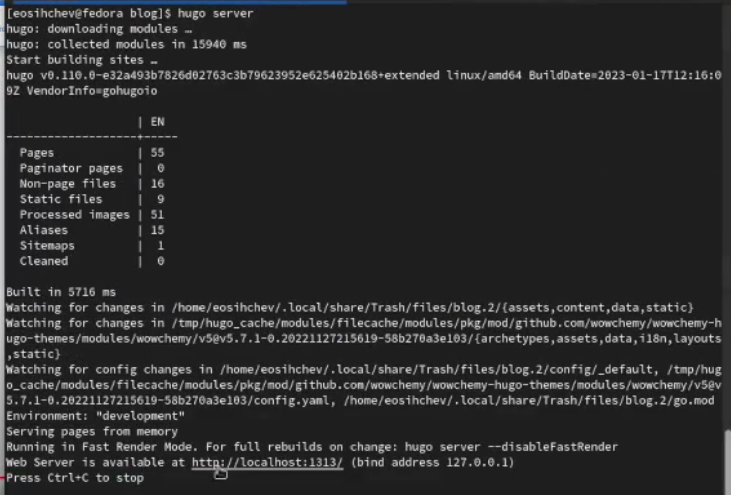 [eosihchev@fedora blog]$ hugo server
hugo: downloading modules …
hugo: collected modules in 15940 ms
Start building sites …
hugo v0.110.0-e32a493b7826d02763c3b79623952e625402b168+extended linux/amd64 BuildDate=2023-01-17T12:16:0
9Z VendorInfo=gohugoio
| EN
-------------------+-----
Pages | 55
Paginator pages | 0
Non-page files | 16
Static files | 9
Processed images | 51
Aliases | 15
Sitemaps | 1
Cleaned | 0
Built in 5716 ms
Watching for changes in /home/eosihchev/.local/share/Trash/files/blog.2/{assets,content,data,static}
Watching for changes in /tmp/hugo_cache/modules/filecache/modules/pkg/mod/github.com/wowchemy/wowchemy-h
ugo-themes/modules/wowchemy/v5@v5.7.1-0.20221127215619-58b270a3e103/{archetypes,assets,data,i18n,layouts
,static}
Watching for config changes in /home/eosihchev/.local/share/Trash/files/blog.2/config/_default, /tmp/hug
o_cache/modules/filecache/modules/pkg/mod/github.com/wowchemy/wowchemy-hugo-themes/modules/wowchemy/v5@v
5.7.1-0.20221127215619-58b270a3e103/config.yaml, /home/eosihchev/.local/share/Trash/files/blog.2/go.mod
Environment: "development"
Serving pages from memory
Running in Fast Render Mode. For full rebuilds on change: hugo server --disableFastRender
Web Server is available at http://localhost:1313/ (bind address 127.0.0.1)
Press Ctrl+C to stop